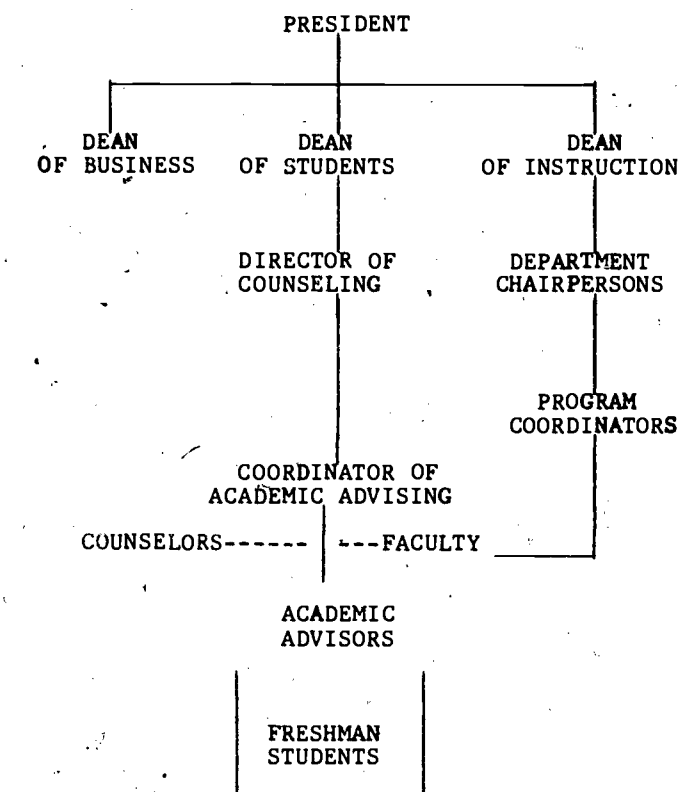 PRESIDENT
DEAN
OF BUSINESS
DEAN
OF STUDENTS
DEAN
OF INSTRUCTION
DIRECTOR OF
COUNSELING
DEPARTMENT
CHAIRPERSONS
PROGRAM
COORDINATORS
COORDINATOR OF
ACADEMIC ADVISING
COUNSELORS------ ---FACULTY
ACADEMIC
ADVISORS
FRESHMAN
STUDENTS